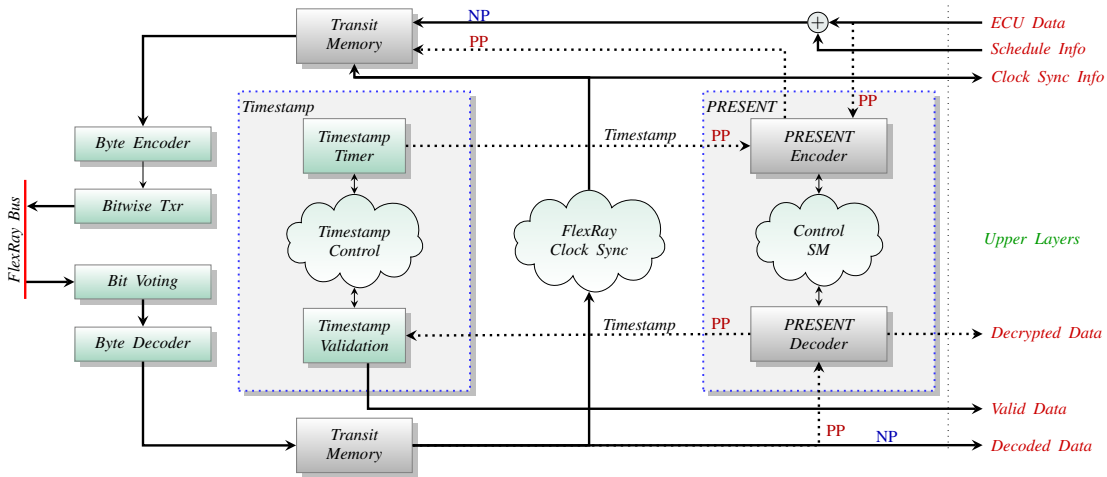 Transit
Memory
NP
PP
+
ECU Data
Schedule Info
Clock Sync Info
Timestamp
PRESENT
PP
Byte Encoder
Timestamp
Timer
Timestamp
PP
PRESENT
Encoder
Bitwise Txr
FlexRay Bus
Timestamp
Control
FlexRay
Clock Sync
Control
SM
Upper Layers
Bit Voting
Byte Decoder
Timestamp
Validation
Timestamp
PP
PRESENT
Decoder
Decrypted Data
Valid Data
Transit
Memory
PP
NP
Decoded Data